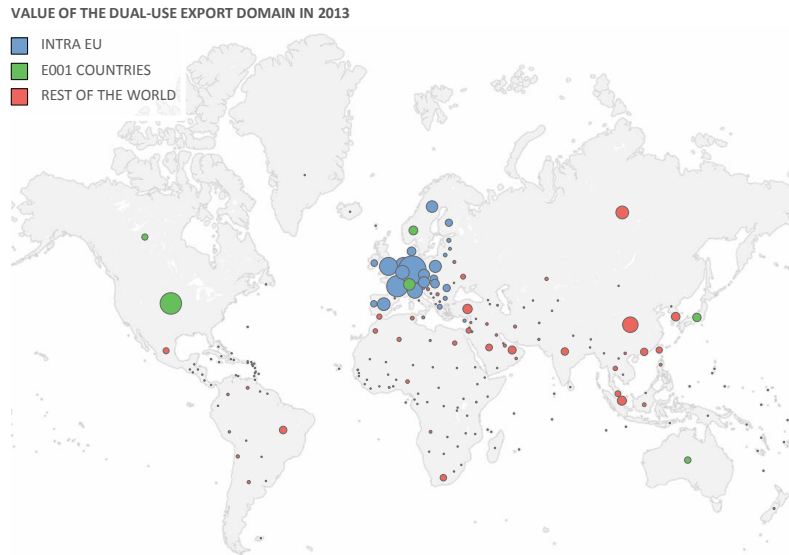 VALUE OF THE DUAL-USE EXPORT DOMAIN IN 2013
INTRA EU
E001 COUNTRIES
REST OF THE WORLD